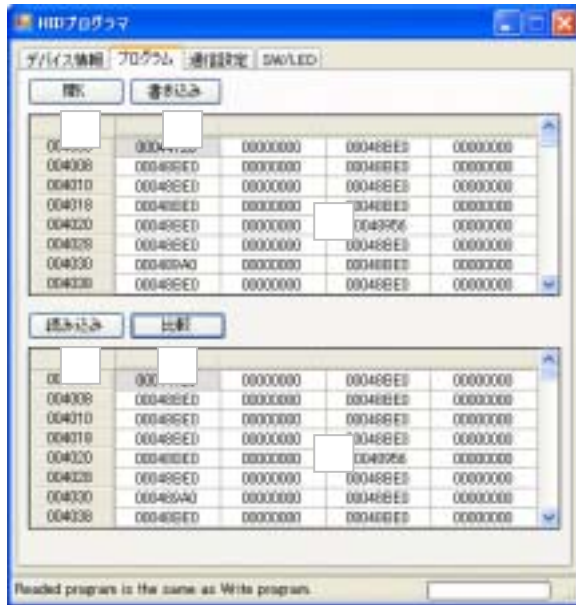 HIDプログラマ
デバイス情報 プログラム 通信設定 SW/LED
開く 書き込み
00000000 00048BED 00000000
004008 00048BED 00000000 00048BED 00000000
004010 00048BED 00000000 00048BED 00000000
004018 00048BED 00000000 00048BED 00000000
004020 00048BED 00000000 00000000
004028 00048BED 00000000 00048BED 00000000
004030 00000000 00048BED 00000000
004038 00048BED 00000000 00048BED 00000000
読み込み 比較
00000000 00048BED 00000000
004008 00048BED 00000000 00048BED 00000000
004010 00048BED 00000000 00048BED 00000000
004018 00048BED 00000000 00048BED 00000000
004020 00048BED 00000000 00000000
004028 00048BED 00000000 00048BED 00000000
004030 00000000 00048BED 00000000
004038 00048BED 00000000 00048BED 00000000
Readed program is the same as Write program.